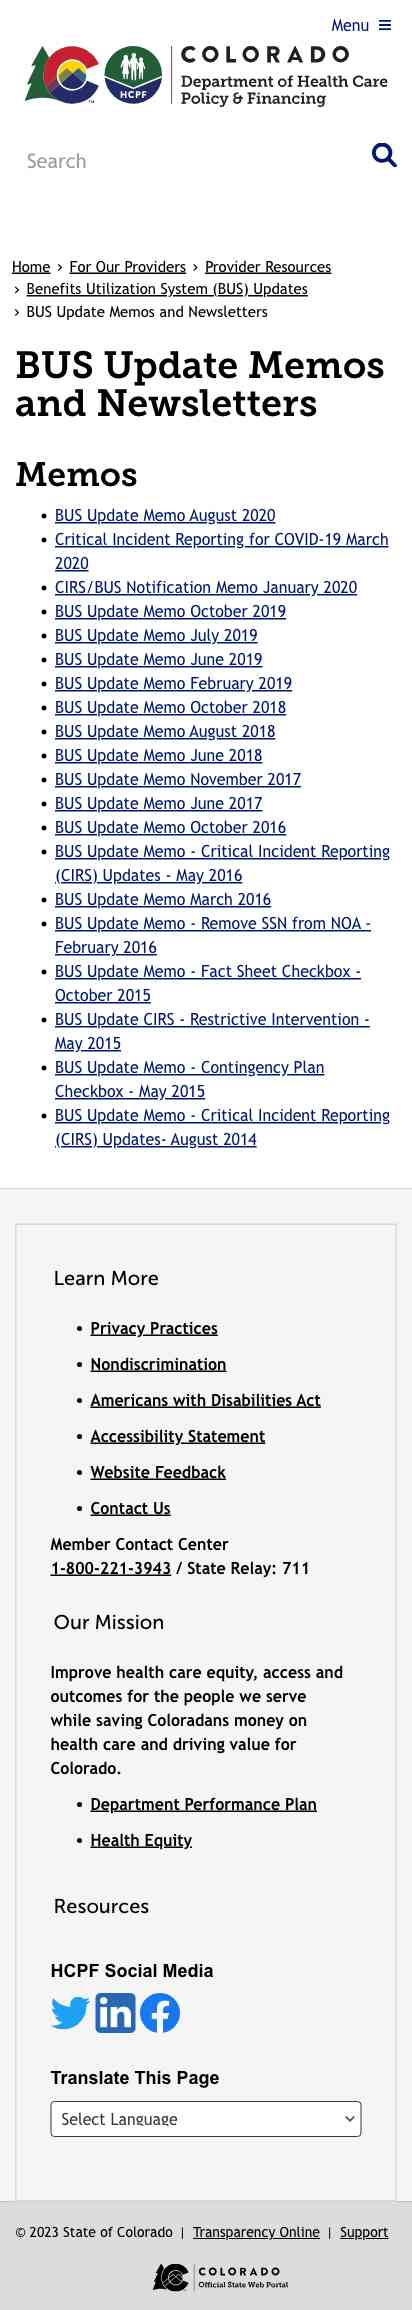 Menu
COLORADO
Department of Health Care
Policy & Financing
HCPF
TM
Search
Home › For Our Providers › Provider Resources
› Benefits Utilization System (BUS) Updates
› BUS Update Memos and Newsletters
BUS Update Memos
and Newsletters
Memos
• BUS Update Memo August 2020
• Critical Incident Reporting for COVID-19 March
2020
• CIRS/BUS Notification Memo January 2020
• BUS Update Memo October 2019
• BUS Update Memo July 2019
• BUS Update Memo June 2019
• BUS Update Memo February 2019
• BUS Update Memo October 2018
• BUS Update Memo August 2018
• BUS Update Memo June 2018
• BUS Update Memo November 2017
• BUS Update Memo June 2017
• BUS Update Memo October 2016
• BUS Update Memo - Critical Incident Reporting
(CIRS) Updates - May 2016
• BUS Update Memo March 2016
• BUS Update Memo - Remove SSN from NOA -
February 2016
• BUS Update Memo - Fact Sheet Checkbox -
October 2015
• BUS Update CIRS - Restrictive Intervention -
May 2015
• BUS Update Memo - Contingency Plan
Checkbox - May 2015
• BUS Update Memo - Critical Incident Reporting
(CIRS) Updates- August 2014
Learn More
• Privacy Practices
• Nondiscrimination
• Americans with Disabilities Act
• Accessibility Statement
• Website Feedback
• Contact Us
Member Contact Center
1-800-221-3943 / State Relay: 711
Our Mission
Improve health care equity, access and
outcomes for the people we serve
while saving Coloradans money on
health care and driving value for
Colorado.
• Department Performance Plan
• Health Equity
Resources
HCPF Social Media
Translate This Page
Select Language
© 2023 State of Colorado | Transparency Online | Support
COLORADO
Official State Web Portal